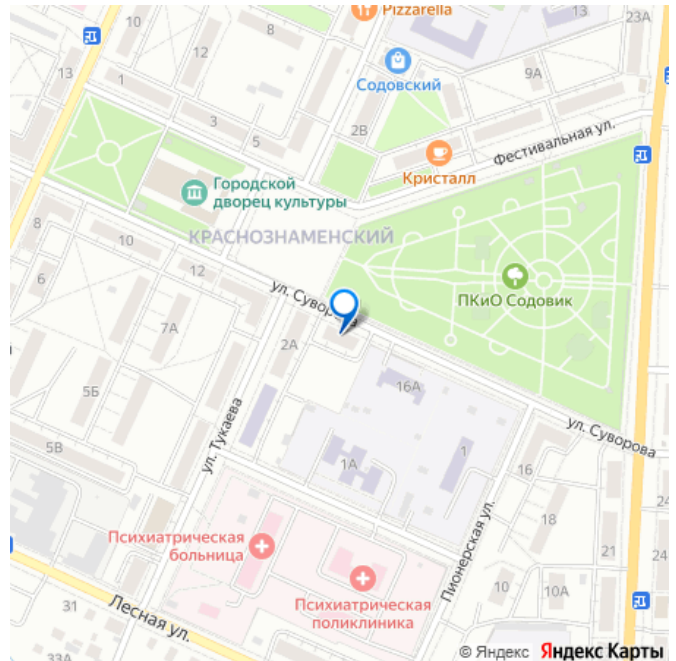 Pizzarella
13
23А
10
12
8
13
1
Содовский
9А
3
5
2В
Фестивальная ул.
Кристалл
Городской
дворец культуры
8
10
КРАСНОЗНАМЕНСКИЙ
12
6
ул. Суворова
ПКиО Содовик
7А
2А
5Б
16А
ул. Тукаева
ул. Суворова
5В
1А
1
16
18
Пионерская ул.
Психиатрическая
больница
21
24
10
10А
Психиатрическая
поликлиника
31
Лесная ул.
33А
© Яндекс Яндекс Карты